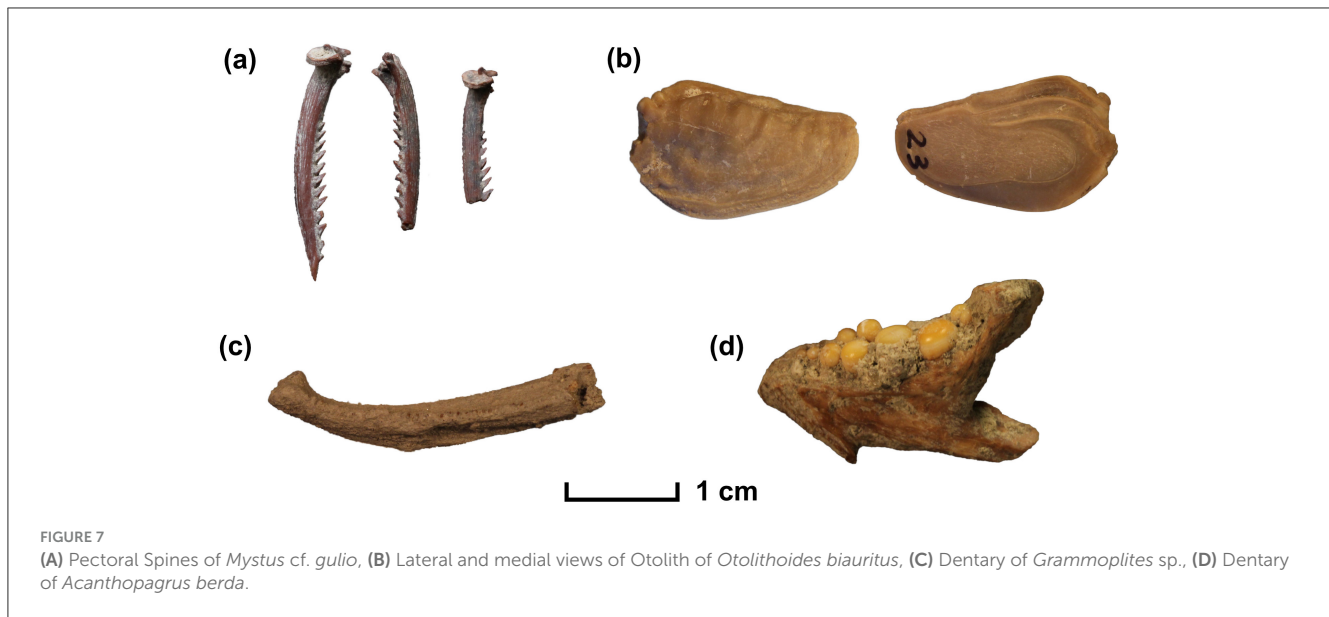 (a)
(b)
23
(c)
(d)
1 cm
FIGURE 7
(A) Pectoral Spines of Mystus cf. gulio, (B) Lateral and medial views of Otolith of Otolithoides biauritus, (C) Dentary of Grammoplites sp., (D) Dentary
of Acanthopagrus berda.